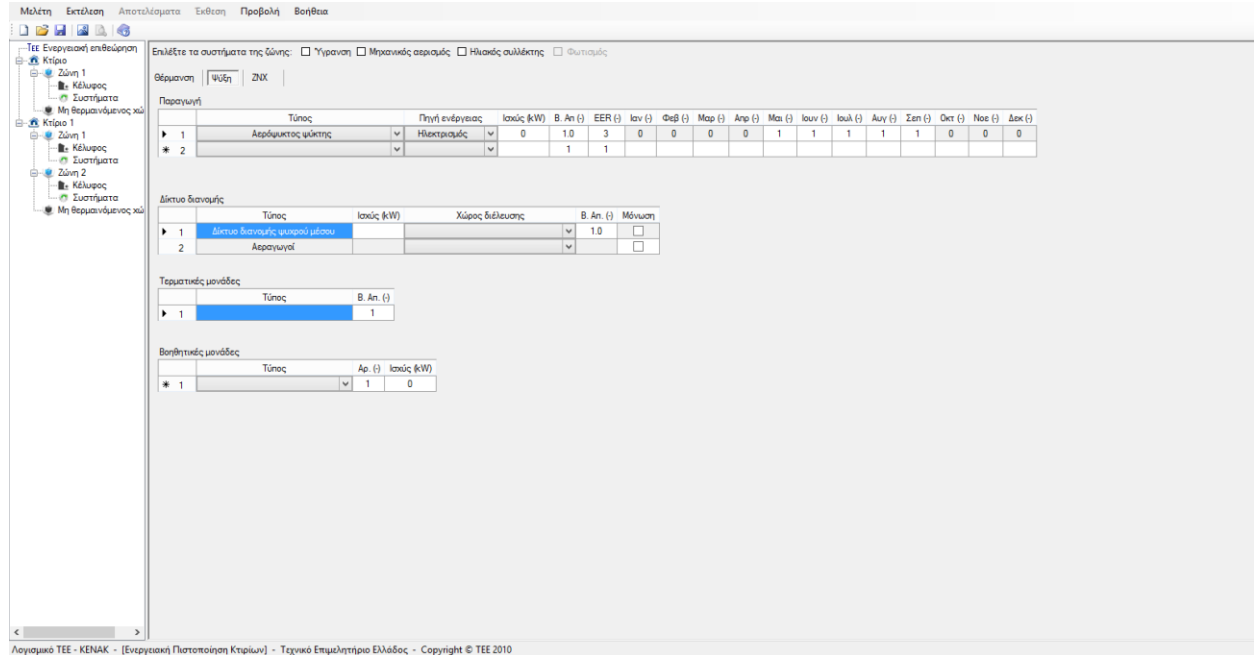 Μελέτη Εκτέλεση Αποτελέσματα Έκθεση Προβολή Βοήθεια
ΤΕΕ Ενεργειακή επιθεώρηση
Κτίριο
Ζώνη 1
Κέλυφος
Συστήματα
Μη θερμαινόμενος χώ
Κτίριο 1
Ζώνη 1
Κέλυφος
Συστήματα
Ζώνη 2
Κέλυφος
Συστήματα
Μη θερμαινόμενος χώ
Επιλέξτε τα συστήματα της ζώνης: Ύγρανση Μηχανικός αερισμός Ηλιακός συλλέκτης Φωτισμός
Θέρμανση Ψύξη ΖΝΧ
Παραγωγή
Τύπος Πηγή ενέργειας Ισχύς (kW) Β. Απ (-) EER (-) Ιαν (-) Φεβ (-) Μαρ (-) Απρ (-) Μαι (-) Ιουν (-) Ιουλ (-) Αυγ (-) Σεπ (-) Οκτ (-) Νοε (-) Δεκ (-)
1 Αερόψυκτος ψύκτης Ηλεκτρισμός 0 1.0 3 0 0 0 0 1 1 1 1 1 0 0 0
2 1 1
Δίκτυο διανομής
Τύπος Ισχύς (kW) Χώρος διέλευσης Β. Απ. (-) Μόνωση
1 Δίκτυο διανομής ψυχρού μέσου 1.0
2 Αεραγωγοί
Τερματικές μονάδες
Τύπος Β. Απ. (-)
1 1
Βοηθητικές μονάδες
Τύπος Αρ. (-) Ισχύς (kW)
1 1 0
Λογισμικό ΤΕΕ - ΚΕΝΑΚ - [Ενεργειακή Πιστοποίηση Κτιρίων] - Τεχνικό Επιμελητήριο Ελλάδος - Copyright © ΤΕΕ 2010